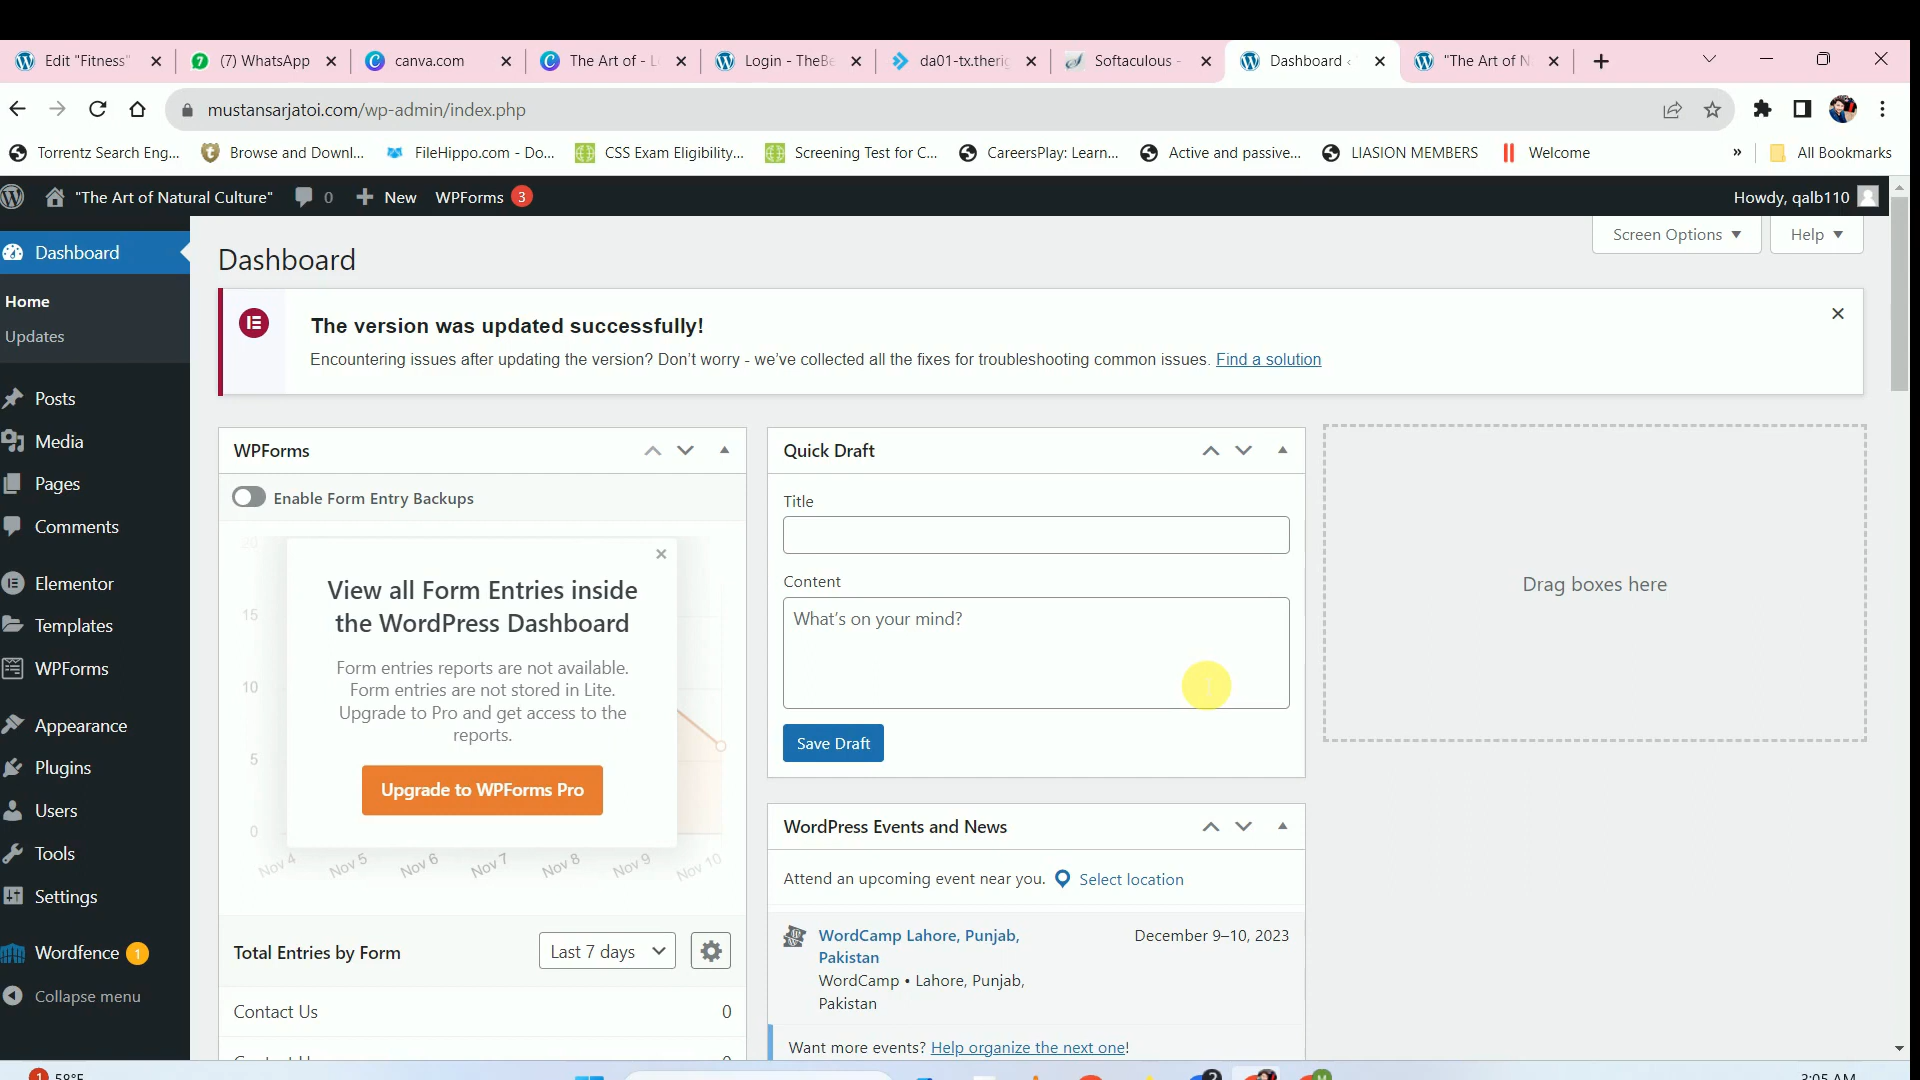 Edit "Fitness"
(7) WhatsApp
canva.com
The Art of - L
Login - TheBe
da01-tx.therig
Softaculous -
Dashboard ‹
"The Art of N
mustansarjatoi.com/wp-admin/index.php
Torrentz Search Eng...
Browse and Downl...
FileHippo.com - Do...
CSS Exam Eligibility...
Screening Test for C...
CareersPlay: Learn...
Active and passive...
LIASION MEMBERS
Welcome
»
All Bookmarks
"The Art of Natural Culture"
0
New
WPForms 3
Howdy, qalb110
Dashboard
Home
Updates
Posts
Media
Pages
Comments
Elementor
Templates
WPForms
Appearance
Plugins
Users
Tools
Settings
Wordfence 1
Collapse menu
Screen Options
Help
Dashboard
The version was updated successfully!
Encountering issues after updating the version? Don't worry - we've collected all the fixes for troubleshooting common issues. Find a solution
WPForms
Enable Form Entry Backups
20
15
10
5
0
View all Form Entries inside
the WordPress Dashboard
Form entries reports are not available.
Form entries are not stored in Lite.
Upgrade to Pro and get access to the
reports.
Upgrade to WPForms Pro
Nov 4
Nov 5
Nov 6
Nov 7
Nov 8
Nov 9
Nov 10
Total Entries by Form
Last 7 days
Contact Us
0
Quick Draft
Title
Content
What's on your mind?
Save Draft
WordPress Events and News
Attend an upcoming event near you.
Select location
WordCamp Lahore, Punjab,
Pakistan
December 9–10, 2023
WordCamp • Lahore, Punjab,
Pakistan
Want more events? Help organize the next one!
Drag boxes here
1
58°F
2
3:05 AM